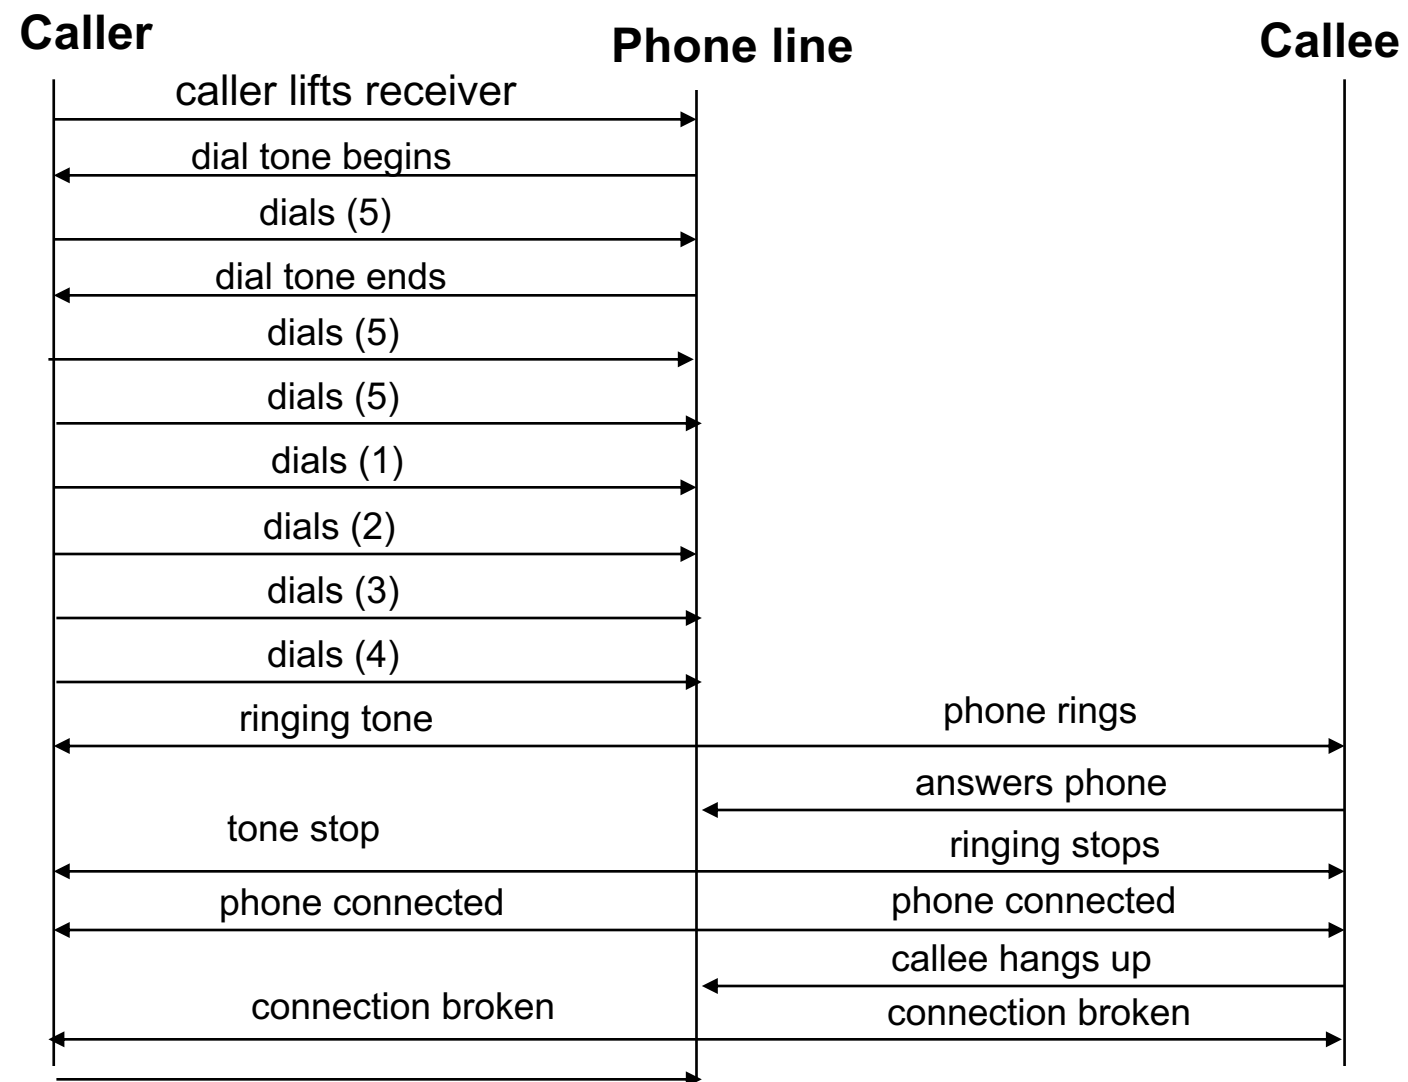 Caller
Phone line
Callee
caller lifts receiver
dial tone begins
dials (5)
dial tone ends
dials (5)
dials (5)
dials (1)
dials (2)
dials (3)
dials (4)
ringing tone
phone rings
answers phone
tone stop
ringing stops
phone connected
phone connected
callee hangs up
connection broken
connection broken